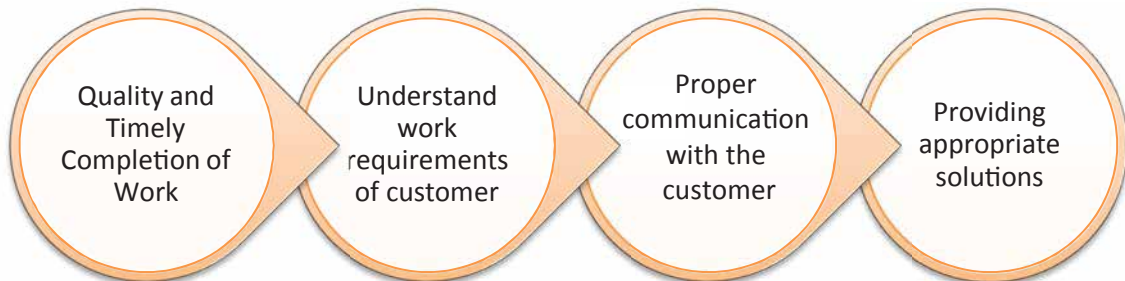 Quality and
Timely
Completion of
Work
Understand
work
requirements
of customer
Proper
communication
with the
customer
Providing
appropriate
solutions